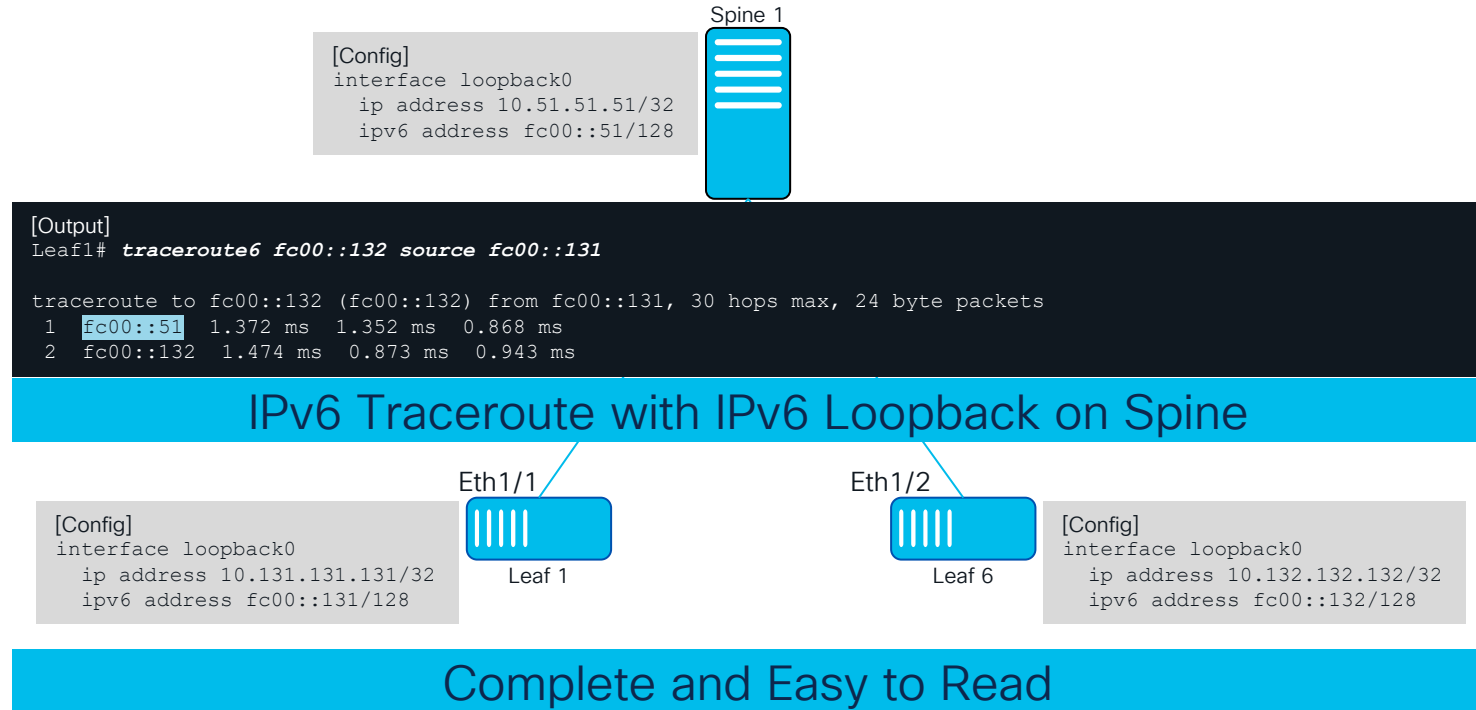 Spine 1
[Config]
interface loopback0
  ip address 10.51.51.51/32
  ipv6 address fc00::51/128
[Output]
Leaf1# traceroute6 fc00::132 source fc00::131
traceroute to fc00::132 (fc00::132) from fc00::131, 30 hops max, 24 byte packets
 1  fc00::51  1.372 ms  1.352 ms  0.868 ms
 2  fc00::132  1.474 ms  0.873 ms  0.943 ms
IPv6 Traceroute with IPv6 Loopback on Spine
Eth1/1
Eth1/2
[Config]
interface loopback0
  ip address 10.131.131.131/32
  ipv6 address fc00::131/128
Leaf 1
Leaf 6
[Config]
interface loopback0
  ip address 10.132.132.132/32
  ipv6 address fc00::132/128
Complete and Easy to Read